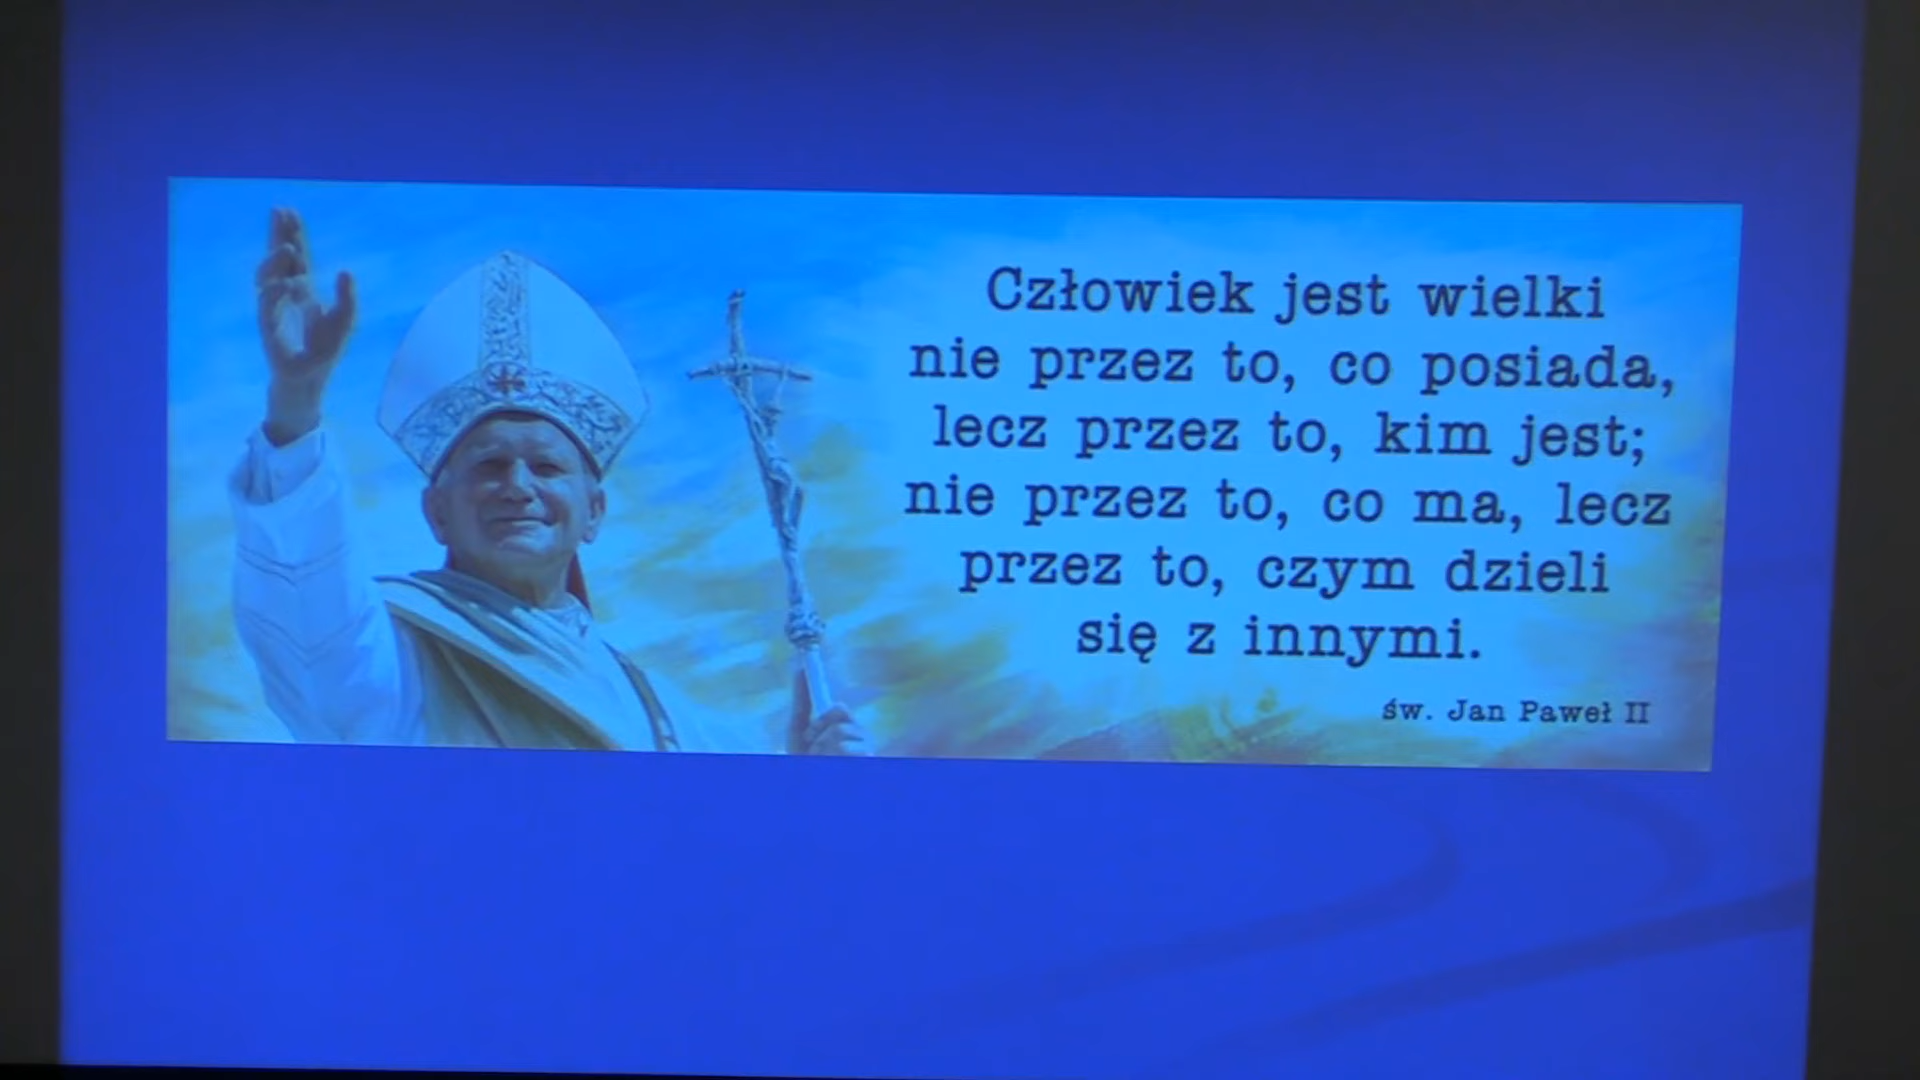 Człowiek jest wielki
nie przez to, co posiada,
lecz przez to, kim jest;
nie przez to, co ma, lecz
przez to, czym dzieli
się z innymi.
św. Jan Paweł II